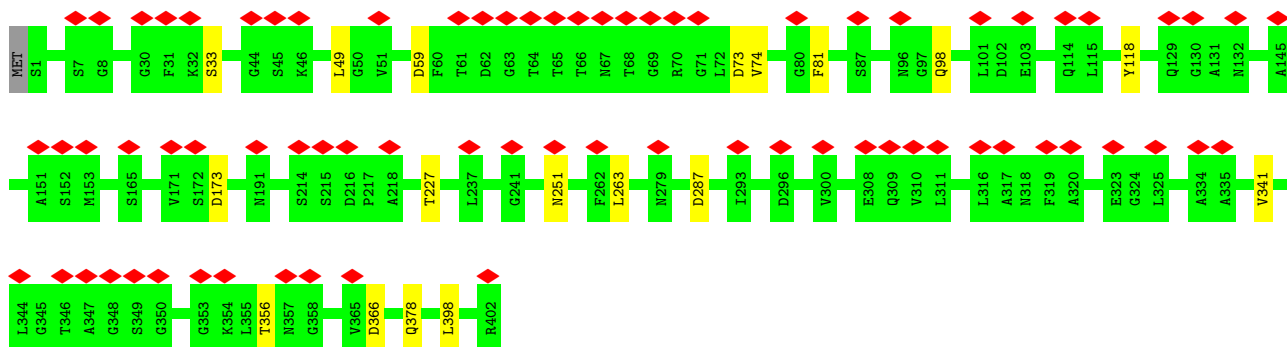 MET S1 S7 G8 G30 F31 K32 S33 G44 S45 K46 L49 G50 V51 D59 F60 T61 D62 G63 T64 T65 T66 N67 T68 G69 R70 G71 L72 D73 V74 G80 F81 S87 N96 G97 Q98 L101 D102 E103 Q114 L115 Y118 Q129 G130 A131 N132 A145
A151 S152 M153 S165 V171 S172 D173 N191 S214 S215 D216 P217 A218 T227 L237 G241 N251 F262 L263 N279 D287 I293 D296 V300 E308 Q309 V310 L311 L316 A317 N318 F319 A320 E323 G324 L325 A334 A335 V341
L344 G345 T346 A347 G348 S349 G350 G353 K354 L355 T356 N357 G358 V365 D366 Q378 L398 R402